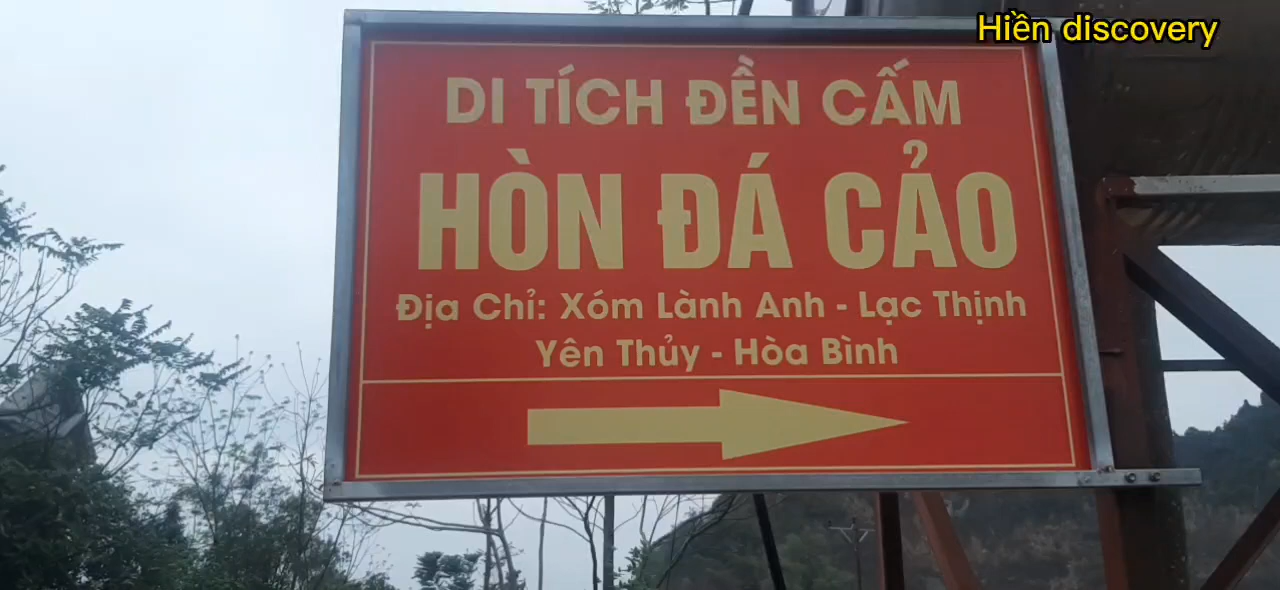 Hiền discovery
DI TÍCH ĐỀN CẤM
HÒN ĐÁ CẢO
Địa Chỉ: Xóm Lành Anh - Lạc Thịnh
Yên Thủy - Hòa Bình